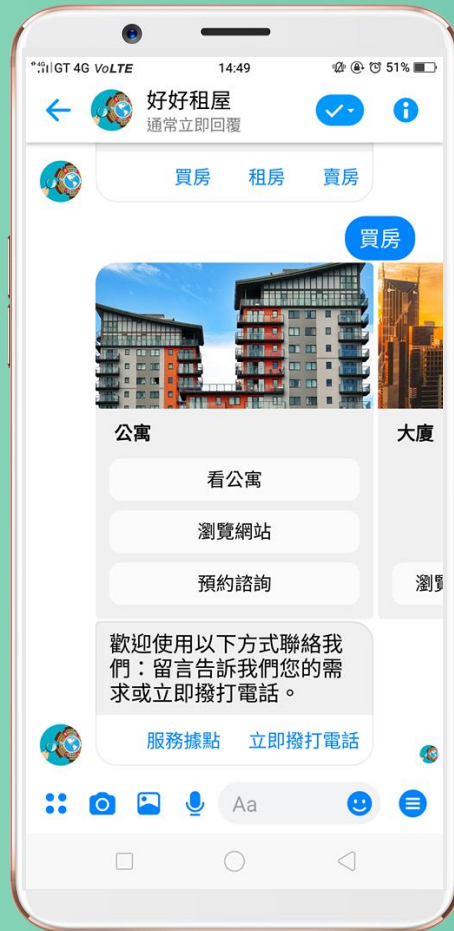 4G GT 4G VoLTE 14:49 51%
好好租屋
通常立即回覆
買房 租房 賣房
買房
公寓
大廈
看公寓
瀏覽網站
預約諮詢
歡迎使用以下方式聯絡我
們：留言告訴我們您的需
求或立即撥打電話。
服務據點 立即撥打電話
Aa